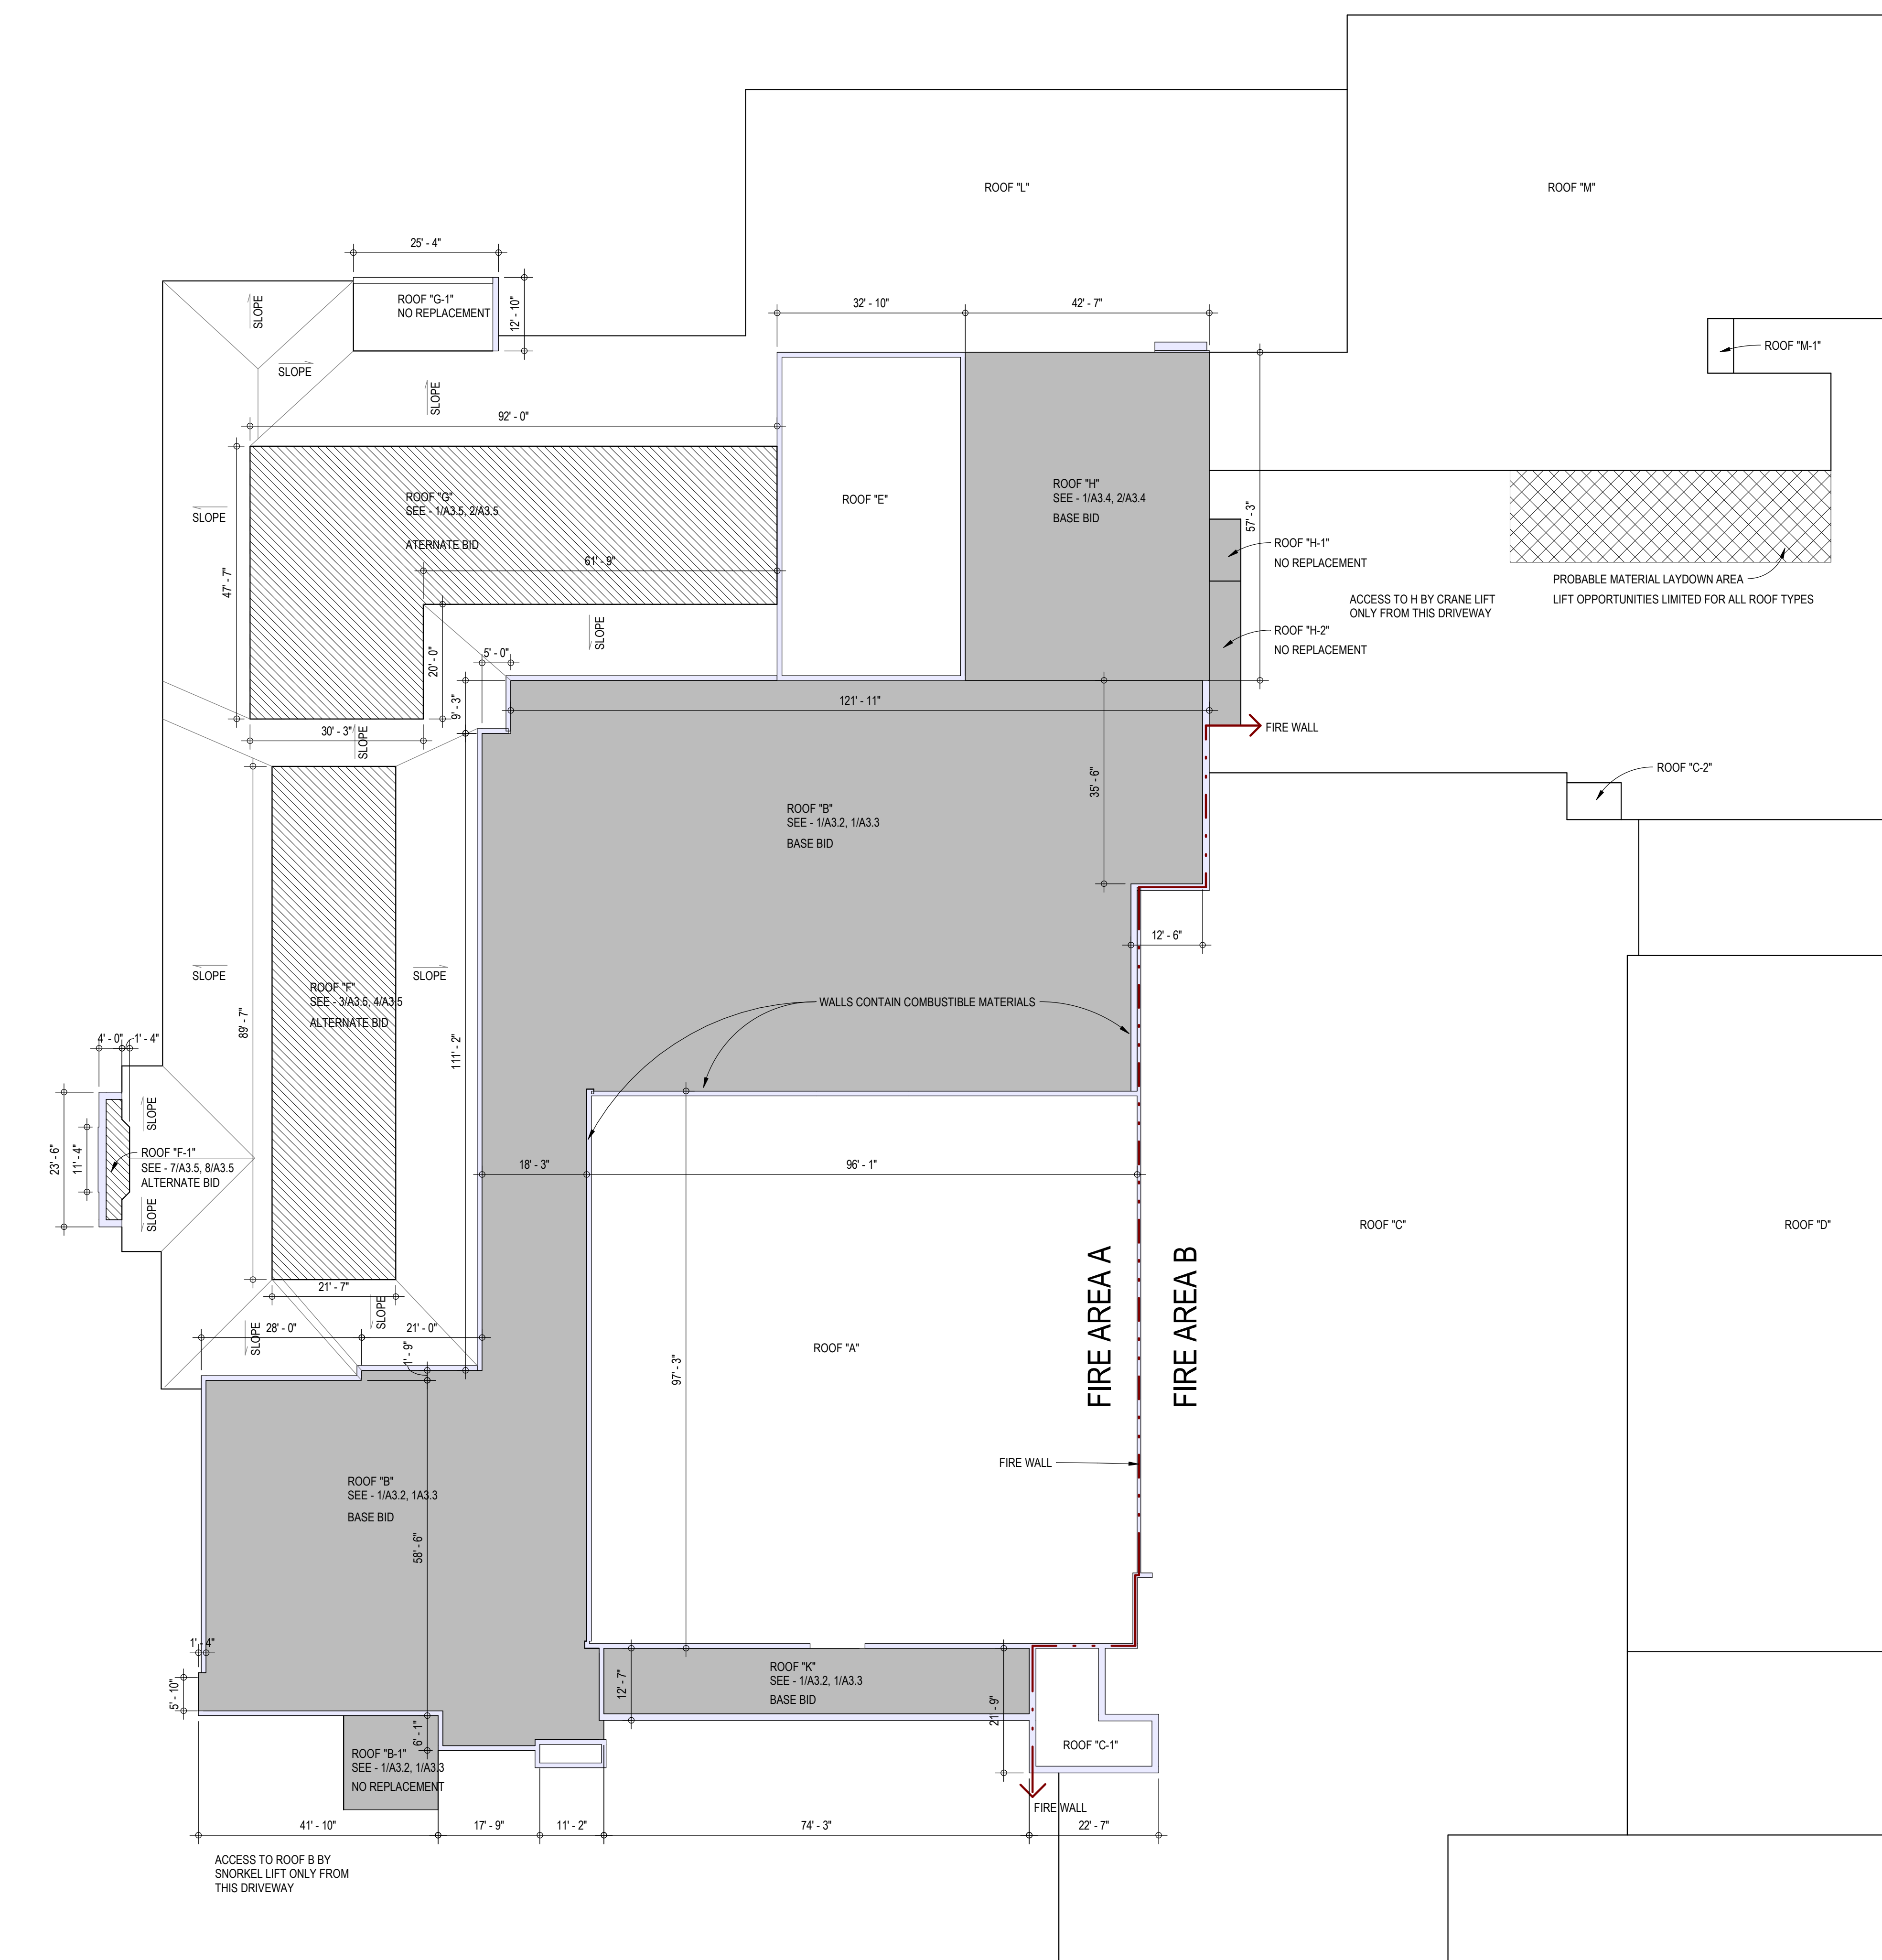 ROOF "L"
ROOF "M"
25' - 4"
ROOF "G-1"
NO REPLACEMENT
12' - 10"
SLOPE
SLOPE
SLOPE
32' - 10"
42' - 7"
ROOF "M-1"
92' - 0"
ROOF "G"
SEE - 1/A3.5, 2/A3.5
ATERNATE BID
SLOPE
47' - 7"
61' - 9"
ROOF "E"
ROOF "H"
SEE - 1/A3.4, 2/A3.4
BASE BID
57' - 3"
ROOF "H-1"
NO REPLACEMENT
PROBABLE MATERIAL LAYDOWN AREA
LIFT OPPORTUNITIES LIMITED FOR ALL ROOF TYPES
ACCESS TO H BY CRANE LIFT
ONLY FROM THIS DRIVEWAY
ROOF "H-2"
NO REPLACEMENT
SLOPE
5' - 0"
20' - 0"
9' - 3"
121' - 11"
30' - 3"
SLOPE
FIRE WALL
ROOF "C-2"
35' - 6"
ROOF "B"
SEE - 1/A3.2, 1/A3.3
BASE BID
12' - 6"
SLOPE
SLOPE
ROOF "F"
SEE - 3/A3.5, 4/A3.5
ALTERNATE BID
89' - 7"
111' - 2"
WALLS CONTAIN COMBUSTIBLE MATERIALS
4' - 0"
1' - 4"
SLOPE
23' - 6"
11' - 4"
ROOF "F-1"
SEE - 7/A3.5, 8/A3.5
ALTERNATE BID
SLOPE
18' - 3"
96' - 1"
ROOF "C"
ROOF "D"
FIRE AREA A
FIRE AREA B
21' - 7"
SLOPE
28' - 0"
SLOPE
21' - 0"
1' - 9"
97' - 3"
ROOF "A"
FIRE WALL
ROOF "B"
SEE - 1/A3.2, 1A3.3
BASE BID
58' - 6"
1' - 4"
5' - 10"
12' - 7"
ROOF "K"
SEE - 1/A3.2, 1/A3.3
BASE BID
21' - 9"
6' - 1"
ROOF "B-1"
SEE - 1/A3.2, 1/A3.3
NO REPLACEMENT
ROOF "C-1"
FIRE WALL
41' - 10"
17' - 9"
11' - 2"
74' - 3"
22' - 7"
ACCESS TO ROOF B BY
SNORKEL LIFT ONLY FROM
THIS DRIVEWAY